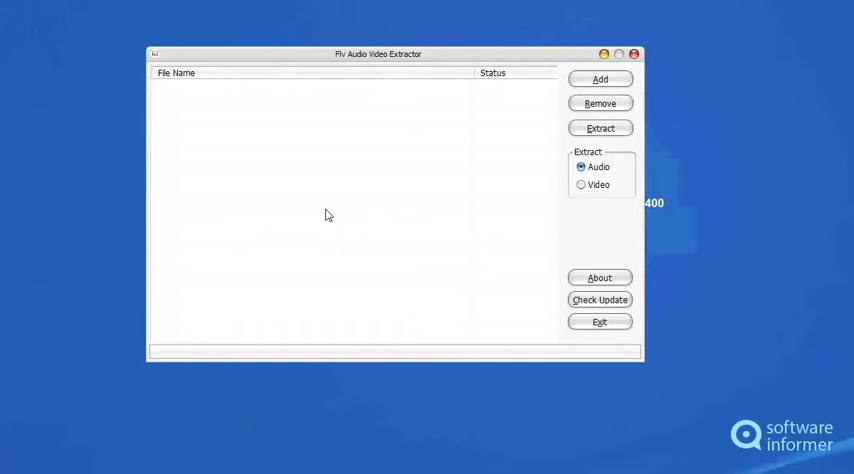 Flv Audio Video Extractor
File Name Status
Add
Remove
Extract
Extract
Audio
Video
400
About
Check Update
Exit
software
informer